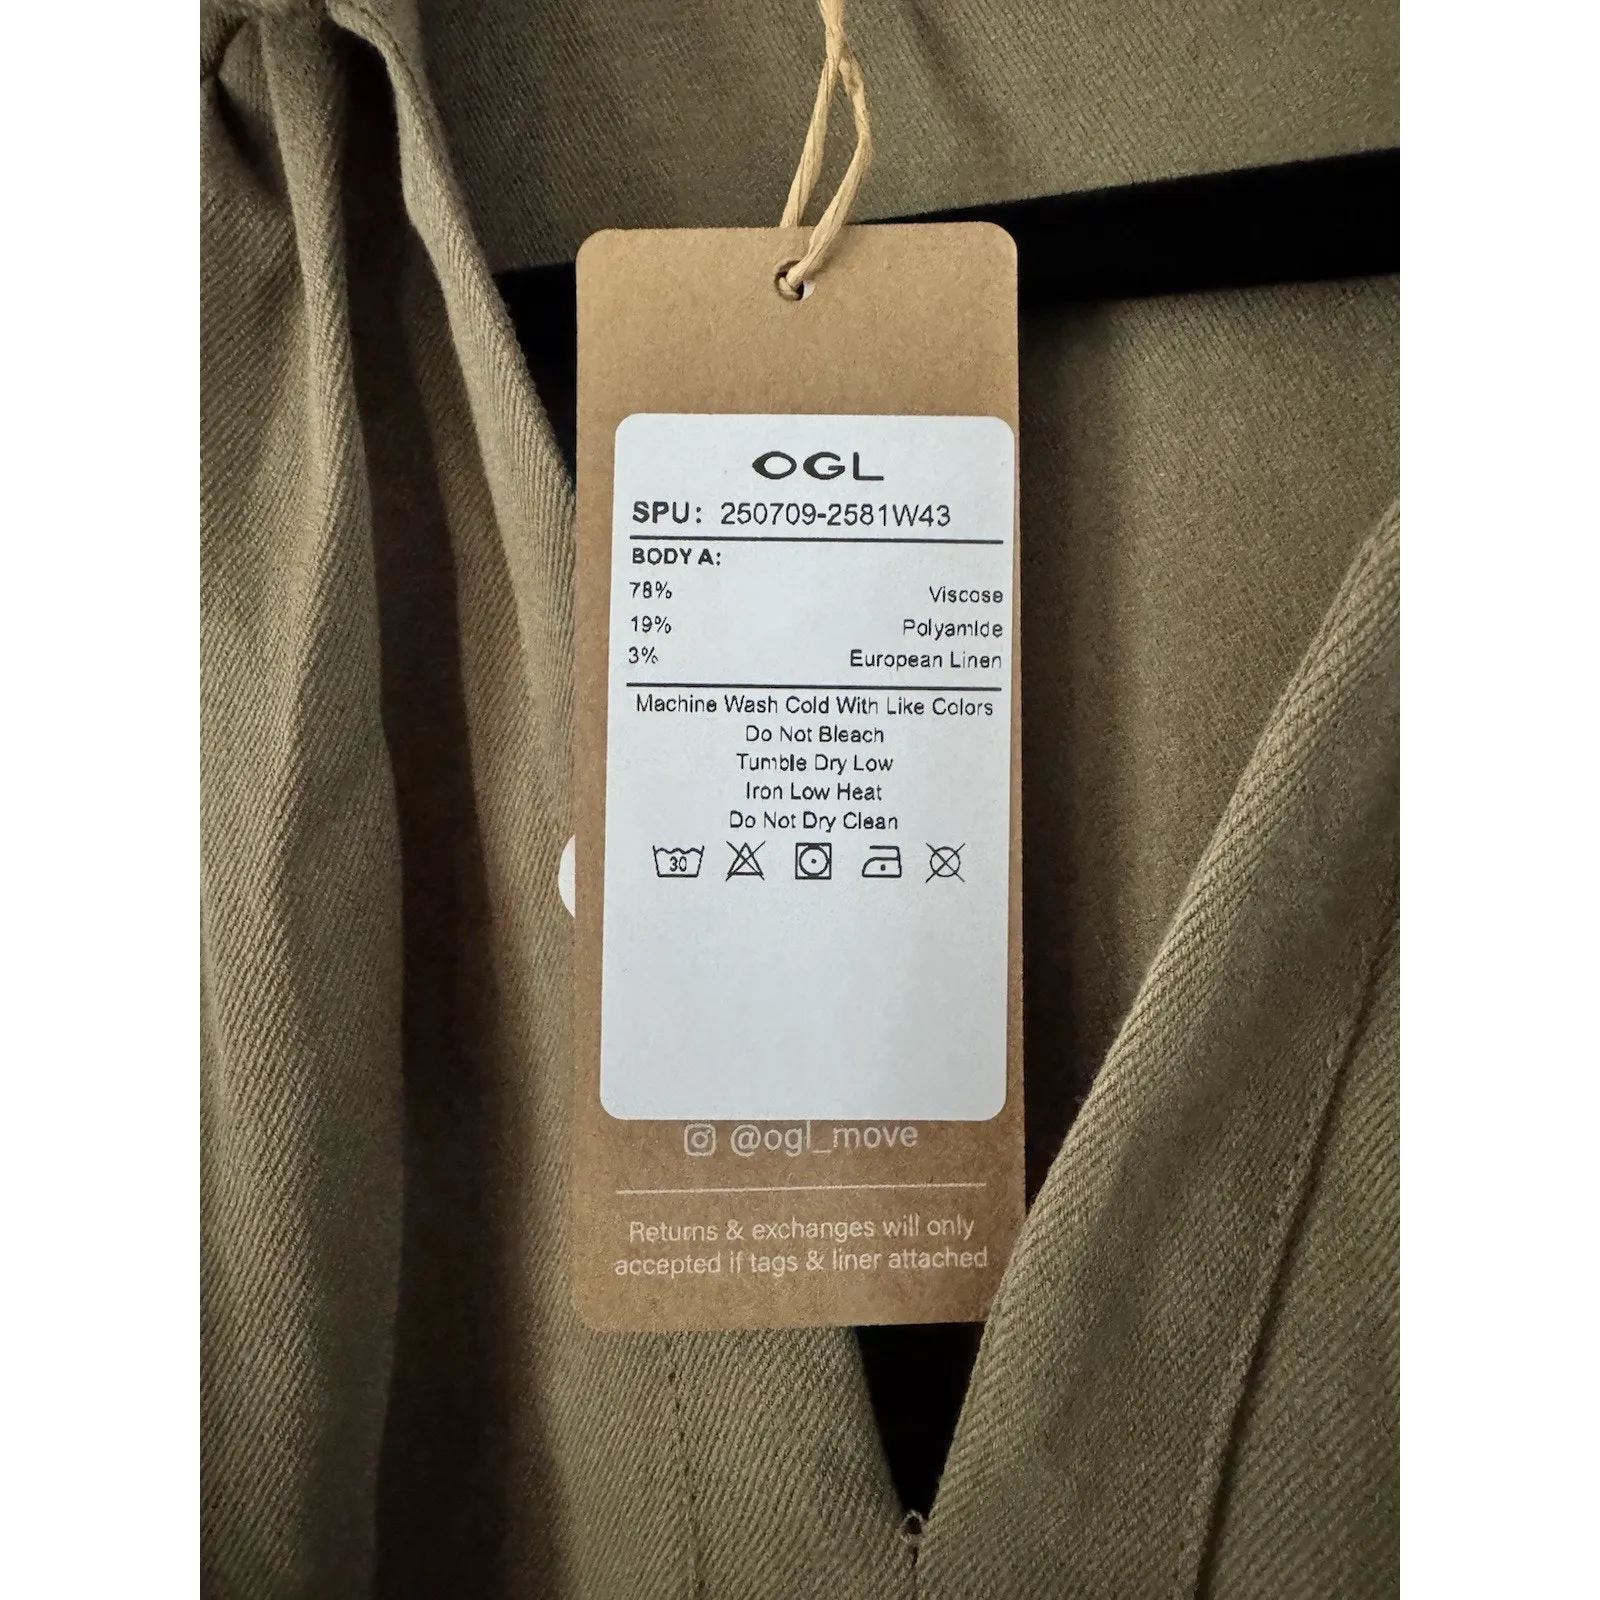 OGL
SPU: 250709-2581W43
BODY A:
78% Viscose
19% Polyamide
3% European Linen
Machine Wash Cold With Like Colors
Do Not Bleach
Tumble Dry Low
Iron Low Heat
Do Not Dry Clean
30
@ogl_move
Returns & exchanges will only
accepted if tags & liner attached